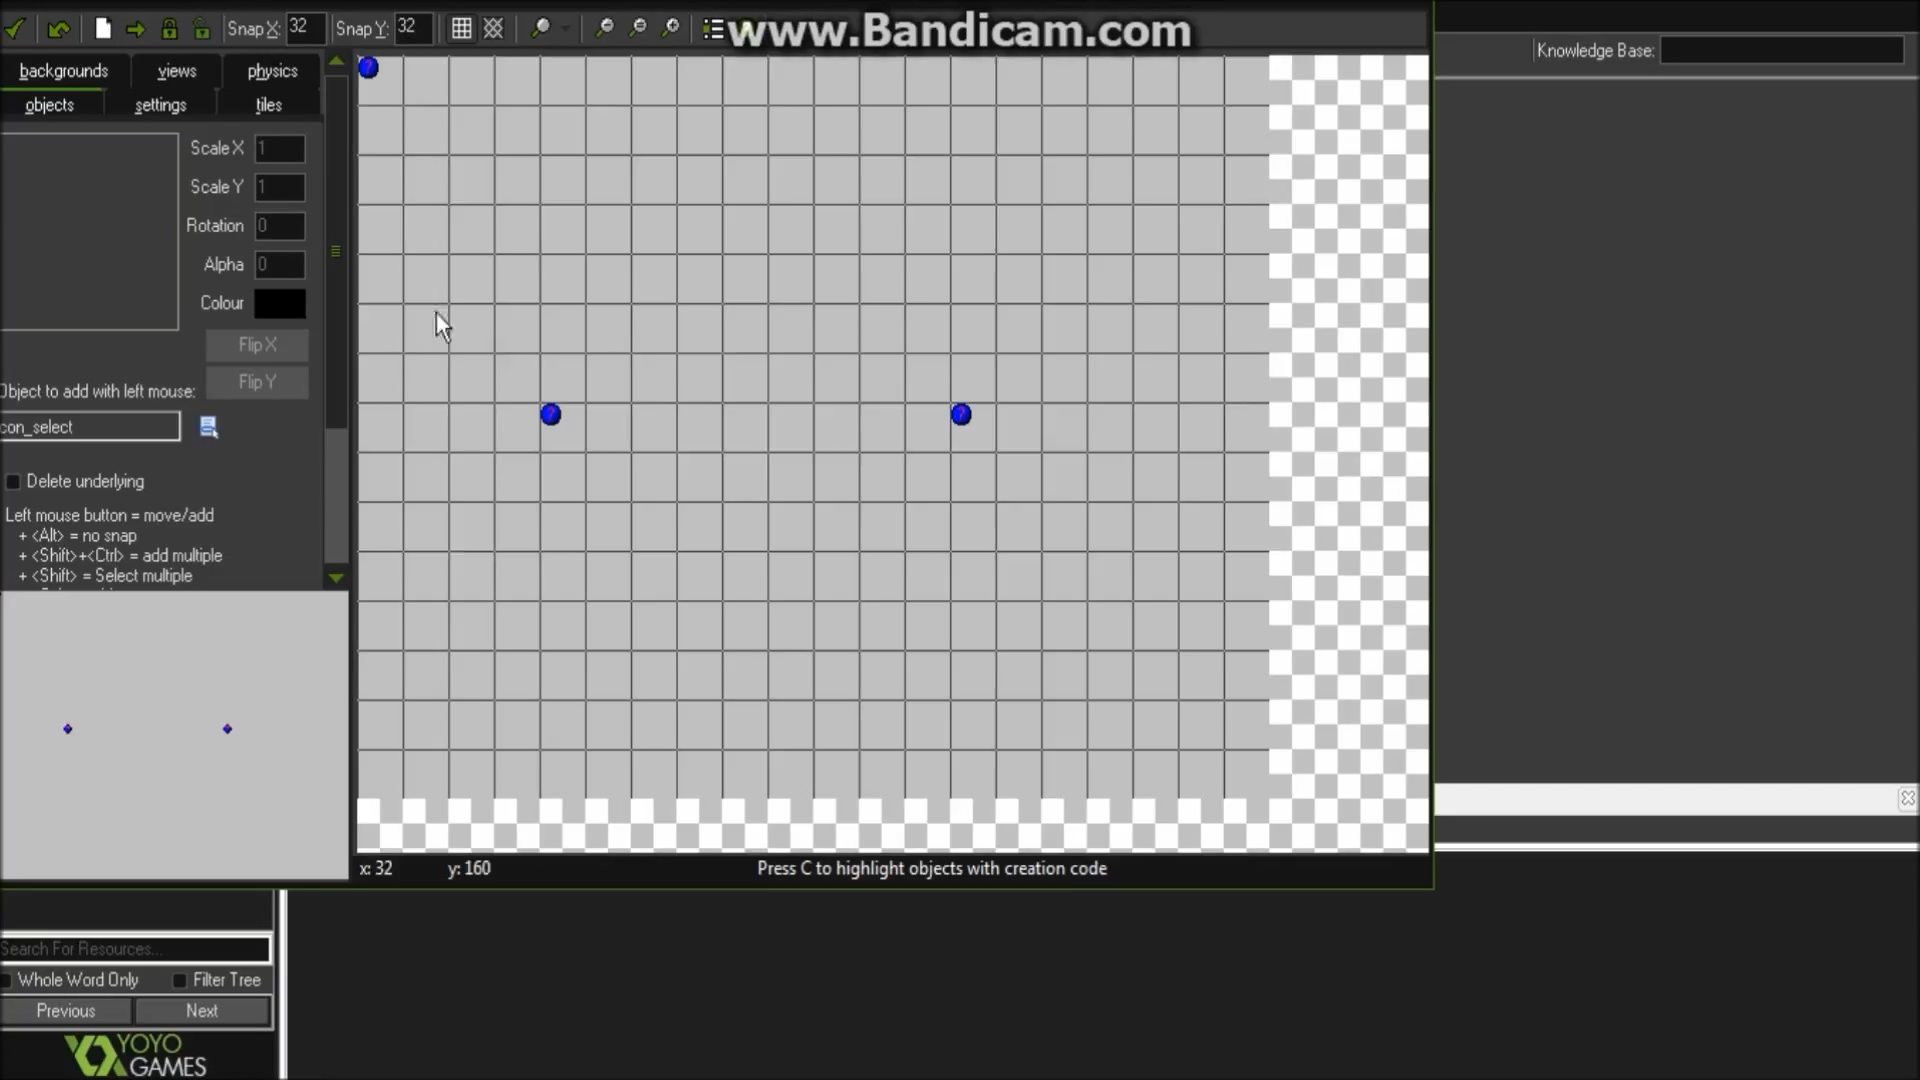 Snap X: 32 Snap Y: 32
www.Bandicam.com
Knowledge Base:
backgrounds views physics
objects settings tiles
Scale X 1
Scale Y 1
Rotation 0
Alpha 0
Colour
Flip X
Flip Y
Object to add with left mouse:
con_select
Delete underlying
Left mouse button = move/add
+ <Alt> = no snap
+ <Shift>+<Ctrl> = add multiple
+ <Shift> = Select multiple
x: 32 y: 160 Press C to highlight objects with creation code
Search For Resources...
Whole Word Only Filter Tree
Previous Next
YOYO
GAMES